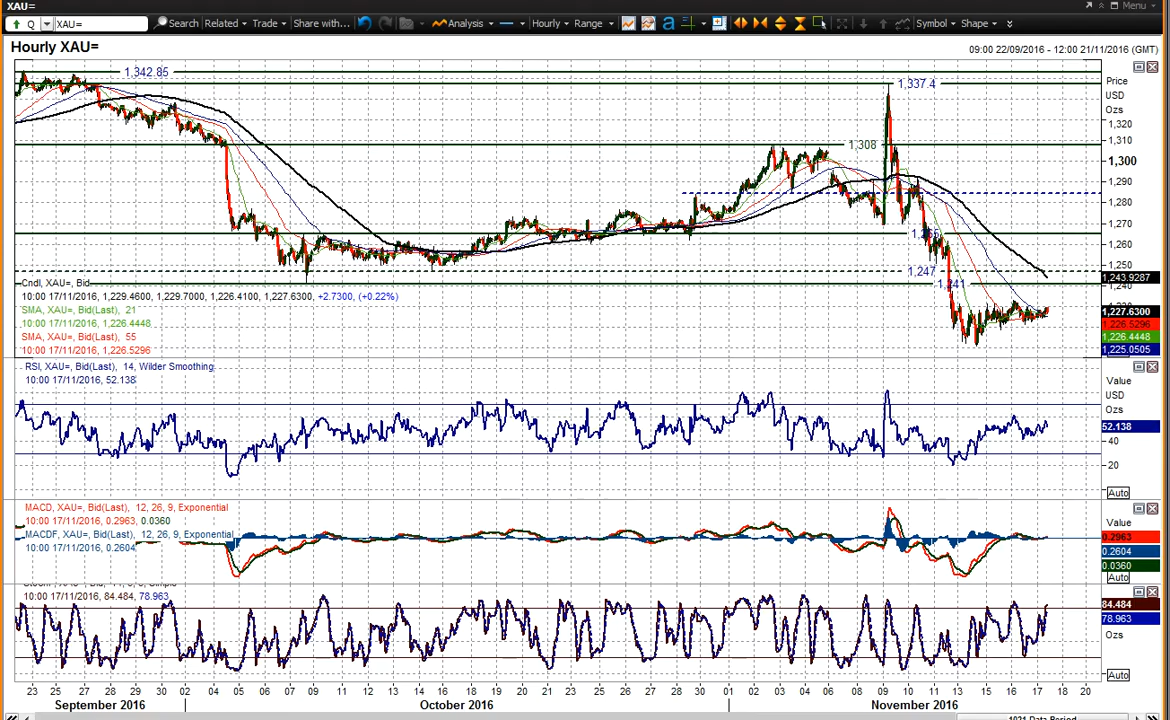 XAU=
Menu
Q XAU= Search Related Trade Share with... Analysis Hourly Range Symbol Shape
Hourly XAU=
09:00 22/09/2016 - 12:00 21/11/2016 (GMT)
1,342.85
1,337.4
1,308
1,247
1,241
Price
USD
Ozs
1,320
1,310
1,300
1,290
1,280
1,270
1,260
1,250
1,243.9287
1,240
1,227.6300
1,226.5296
1,226.4448
1,225.0505
Cndl, XAU=, Bid
10:00 17/11/2016, 1,229.4600, 1,229.7000, 1,226.4100, 1,227.6300, +2.7300, (+0.22%)
SMA, XAU=, Bid(Last), 21
10:00 17/11/2016, 1,226.4448
SMA, XAU=, Bid(Last), 55
10:00 17/11/2016, 1,226.5296
RSI, XAU=, Bid(Last), 14, Wilder Smoothing
10:00 17/11/2016, 52.138
Value
USD
Ozs
52.138
40
20
Auto
MACD, XAU=, Bid(Last), 12, 26, 9, Exponential
10:00 17/11/2016, 0.2963, 0.0360
MACDF, XAU=, Bid(Last), 12, 26, 9, Exponential
10:00 17/11/2016, 0.2604
Value
0.2963
0.2604
0.0360
Auto
10:00 17/11/2016, 84.484, 78.963
84.484
78.963
Ozs
Auto
23 25 27 28 29 30 02 04 05 06 07 09 11 12 13 14 16 18 19 20 21 23 25 26 27 28 30 01 02 03 04 06 08 09 10 11 13 15 16 17 18 20
September 2016 October 2016 November 2016